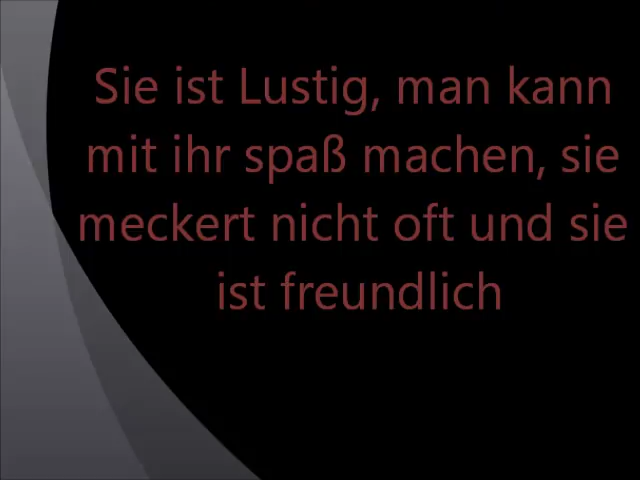 Sie ist Lustig, man kann
mit ihr spaß machen, sie
meckert nicht oft und sie
ist freundlich